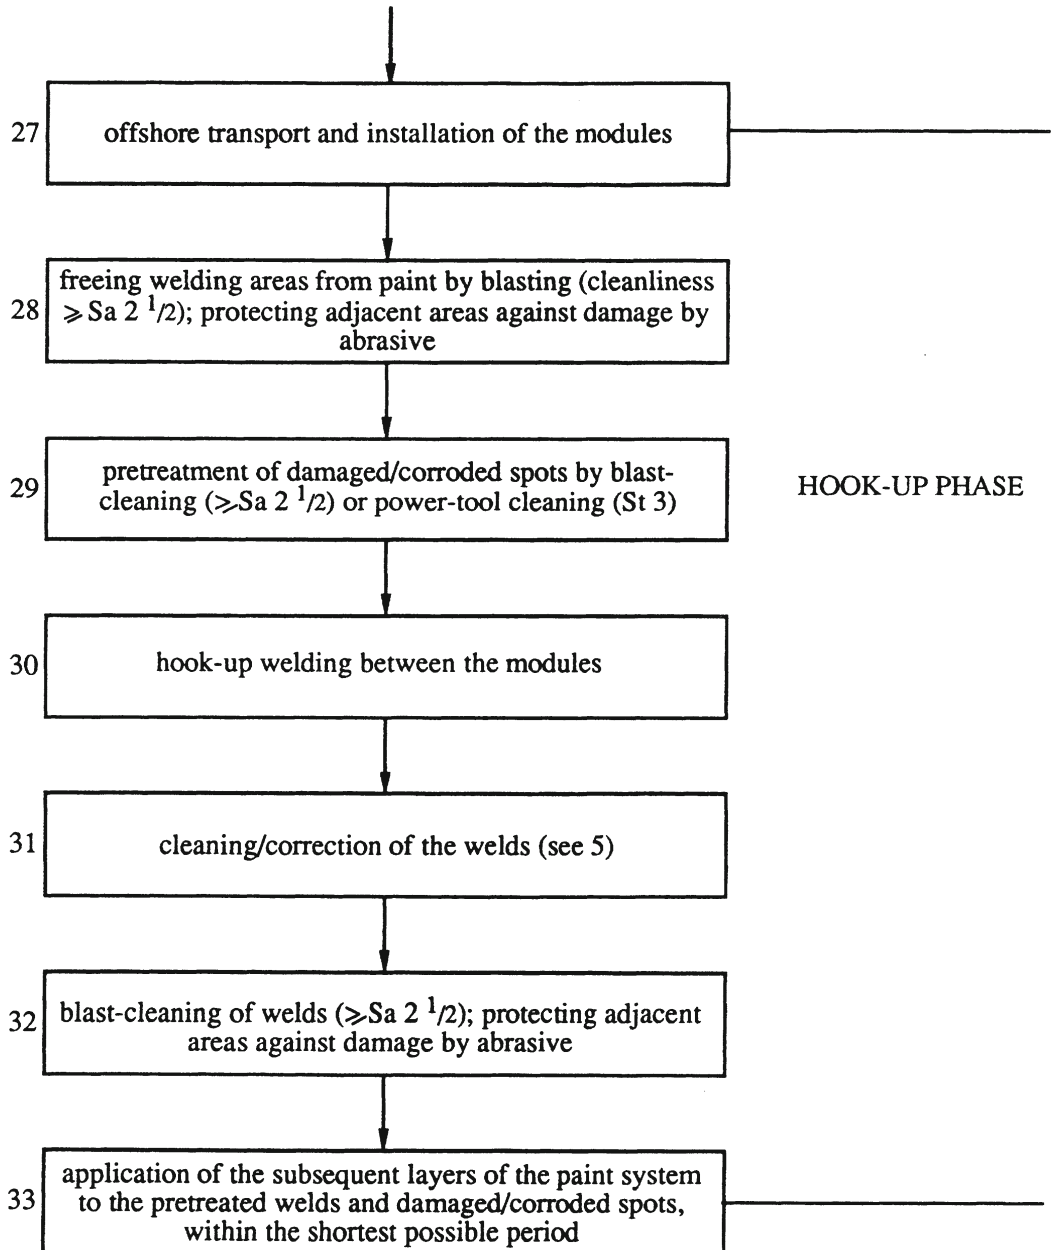 27
offshore transport and installation of the modules
freeing welding areas from paint by blasting (cleanliness
28
⩾ Sa 2 1/2); protecting adjacent areas against damage by
abrasive
29
pretreatment of damaged/corroded spots by blast-
cleaning (⩾Sa 2 1/2) or power-tool cleaning (St 3)
HOOK-UP PHASE
30
hook-up welding between the modules
31
cleaning/correction of the welds (see 5)
32
blast-cleaning of welds (⩾Sa 2 1/2); protecting adjacent
areas against damage by abrasive
application of the subsequent layers of the paint system
33
to the pretreated welds and damaged/corroded spots,
within the shortest possible period